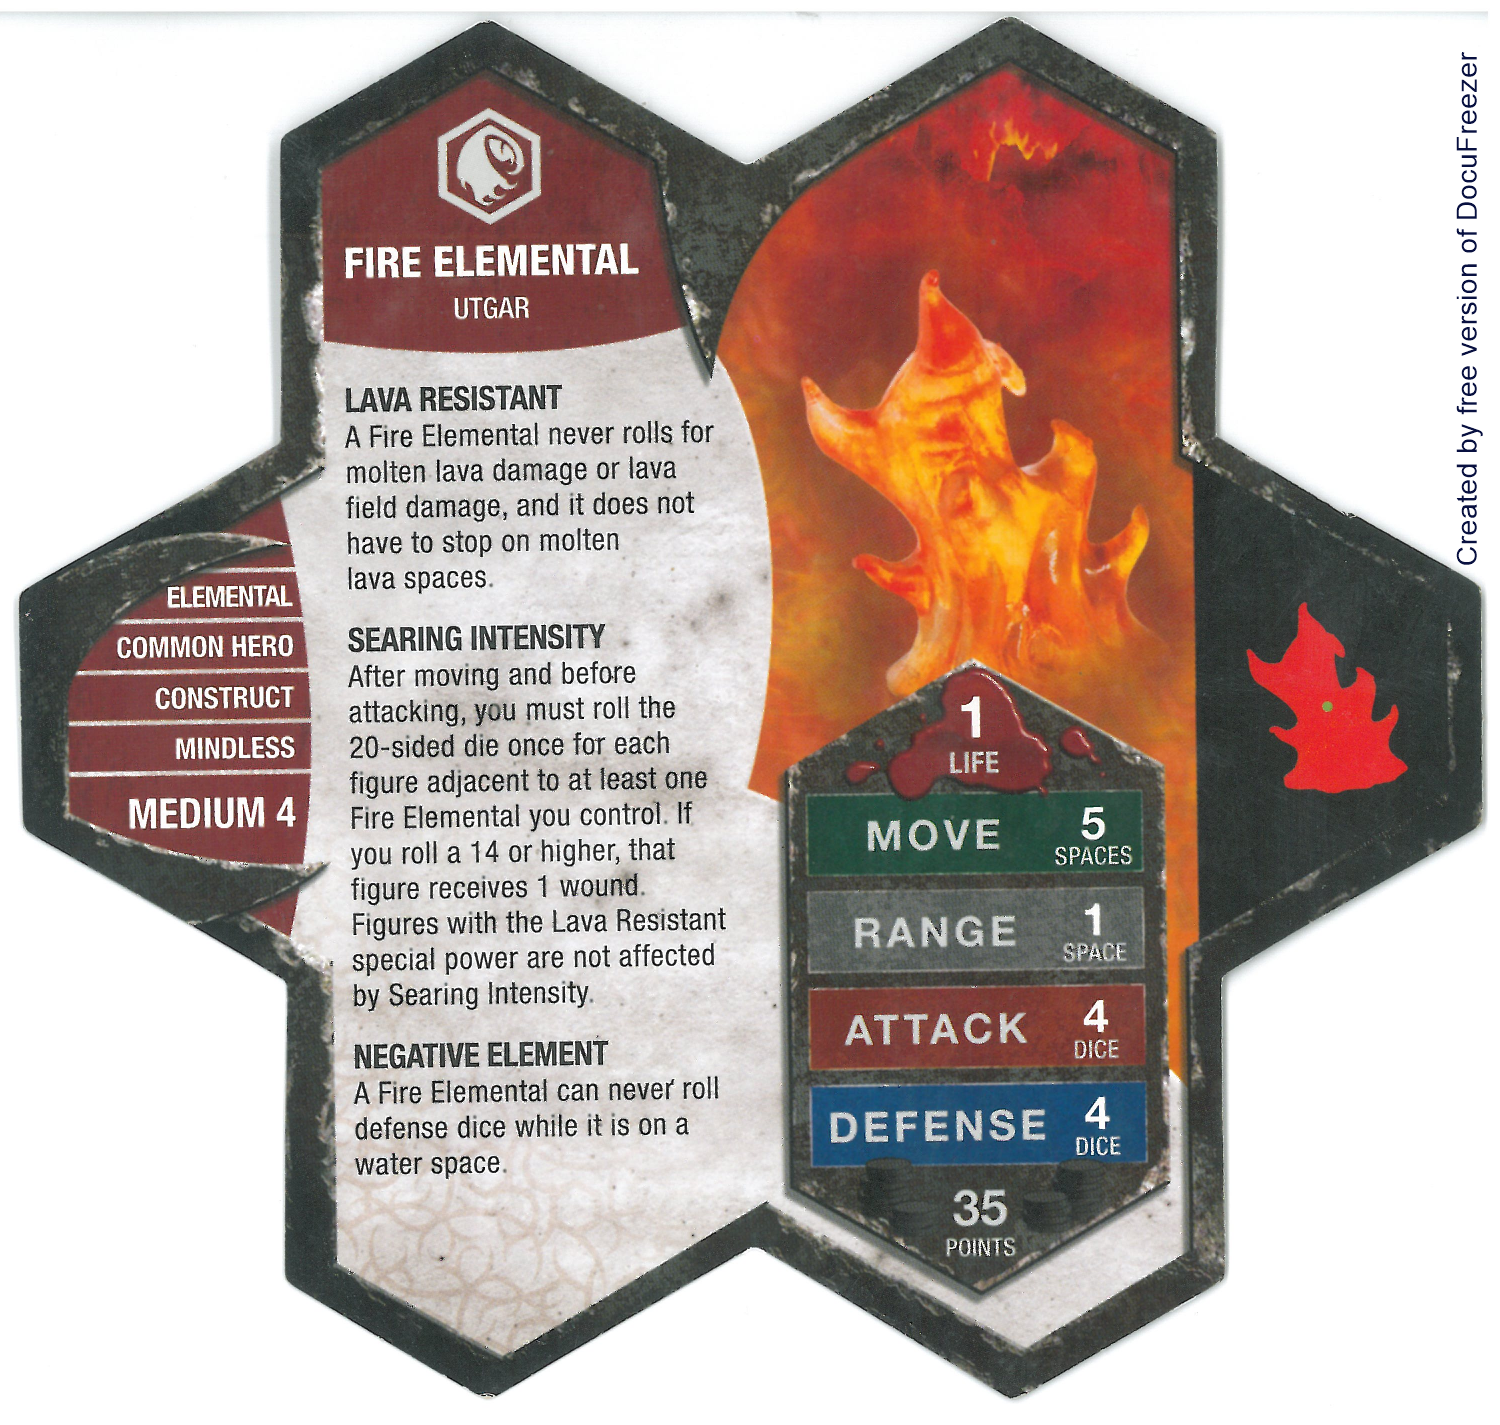 FIRE ELEMENTAL
UTGAR
LAVA RESISTANT
A Fire Elemental never rolls for
molten lava damage or lava
field damage, and it does not
have to stop on molten
lava spaces.
SEARING INTENSITY
After moving and before
attacking, you must roll the
20-sided die once for each
figure adjacent to at least one
Fire Elemental you control. If
you roll a 14 or higher, that
figure receives 1 wound.
Figures with the Lava Resistant
special power are not affected
by Searing Intensity.
NEGATIVE ELEMENT
A Fire Elemental can never roll
defense dice while it is on a
water space.
ELEMENTAL
COMMON HERO
CONSTRUCT
MINDLESS
MEDIUM 4
1
LIFE
MOVE 5
SPACES
RANGE 1
SPACE
ATTACK 4
DICE
DEFENSE 4
DICE
35
POINTS
Created by free version of DocuFreezer